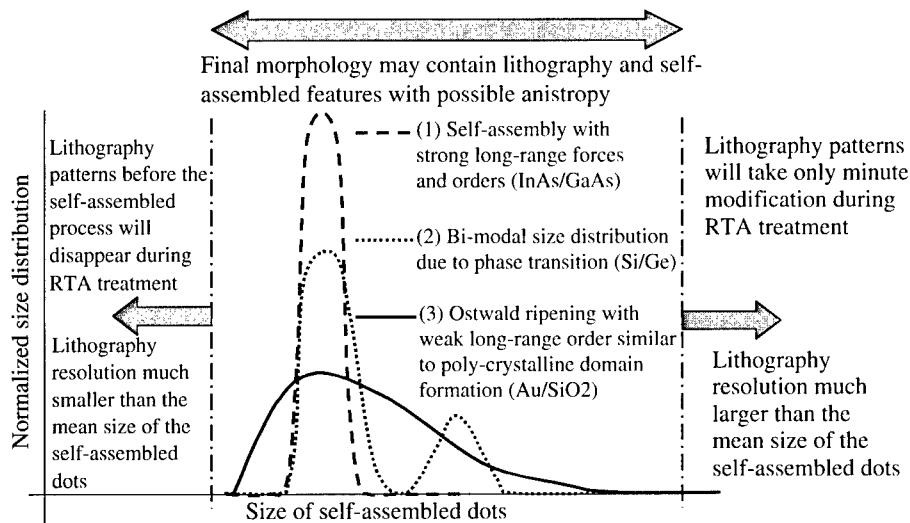 Final morphology may contain lithography and self-
assembled features with possible anistropy
Normalized size distribution
Lithography
patterns before the
self-assembled
process will
disappear during
RTA treatment
Lithography
resolution much
smaller than the
mean size of the
self-assembled
dots
(1) Self-assembly with
strong long-range forces
and orders (InAs/GaAs)
(2) Bi-modal size distribution
due to phase transition (Si/Ge)
(3) Ostwald ripening with
weak long-range order similar
to poly-crystalline domain
formation (Au/SiO2)
Lithography patterns
will take only minute
modification during
RTA treatment
Lithography
resolution much
larger than the
mean size of the
self-assembled dots
Size of self-assembled dots